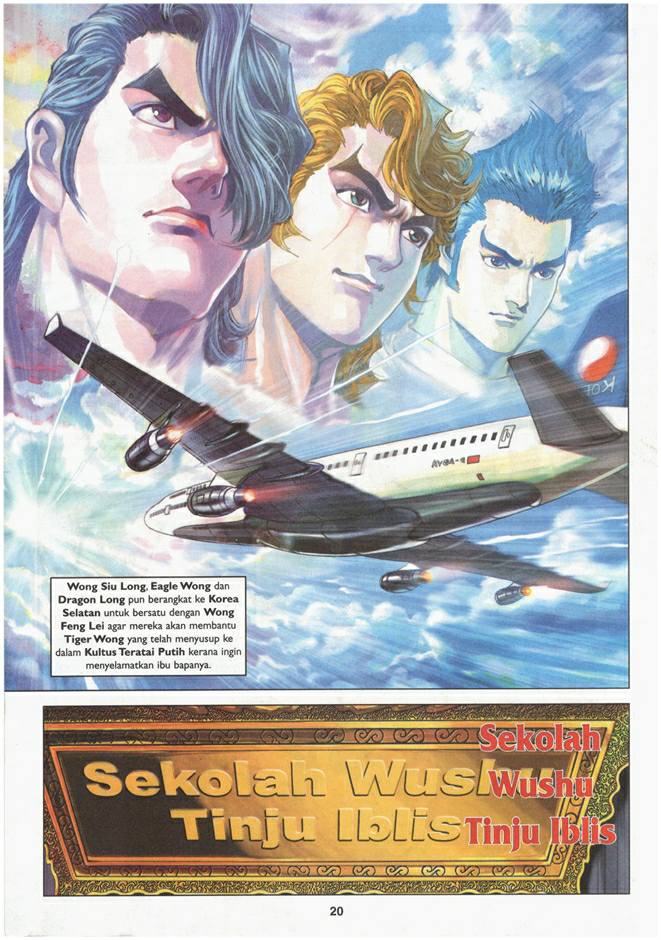 AVGA-9
Wong Siu Long, Eagle Wong dan
Dragon Long pun berangkat ke Korea
Selatan untuk bersatu dengan Wong
Feng Lei agar mereka akan membantu
Tiger Wong yang telah menyusup ke
dalam Kultus Teratai Putih kerana ingin
menyelamatkan ibu bapanya.
Sekolah Wushu
Tinju Iblis
Sekolah
Wushu
Tinju Iblis
20